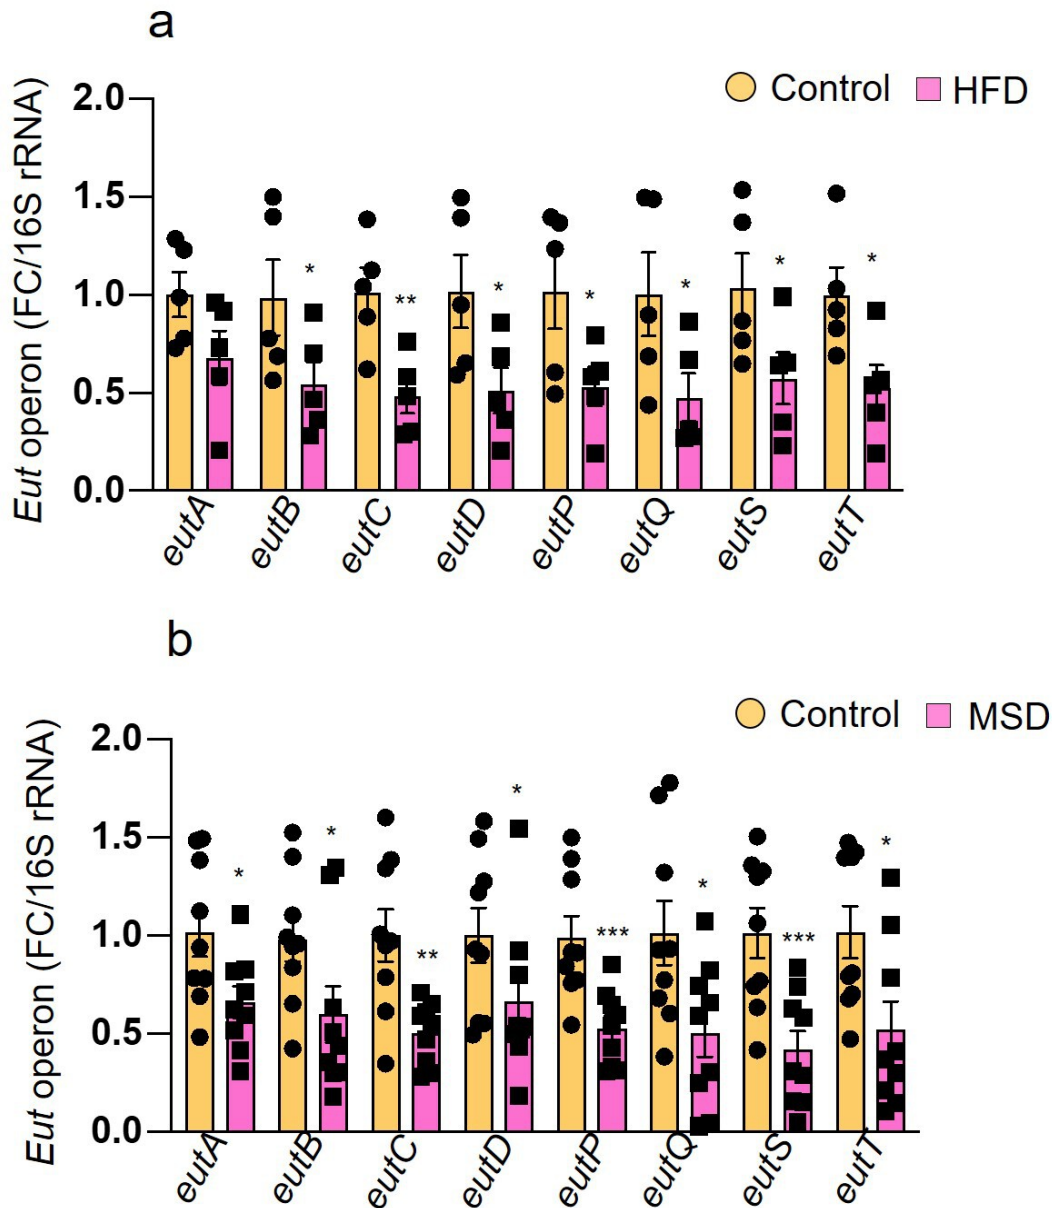 a
Control HFD
Eut operon (FC/16S rRNA)
2.0
1.5
1.0
0.5
0.0
* ** * * * * *
eutA eutB eutC eutD eutP eutQ eutS eutT
b
Control MSD
Eut operon (FC/16S rRNA)
2.0
1.5
1.0
0.5
0.0
* * ** * *** * *** *
eutA eutB eutC eutD eutP eutQ eutS eutT